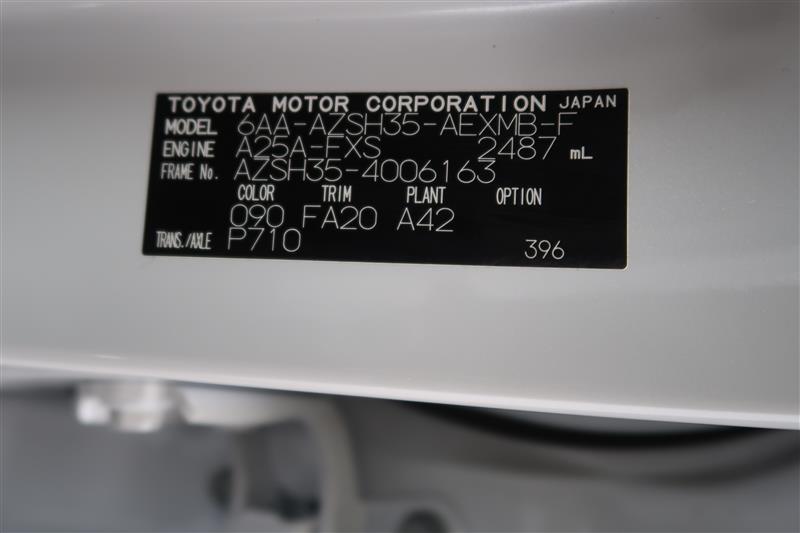 TOYOTA MOTOR CORPORATION JAPAN
MODEL 6AA-AZSH35-AEXMB-F
ENGINE A25A-FXS 2487 mL
FRAME No. AZSH35-4006163
COLOR TRIM PLANT OPTION
090 FA20 A42
TRANS./AXLE P710 396